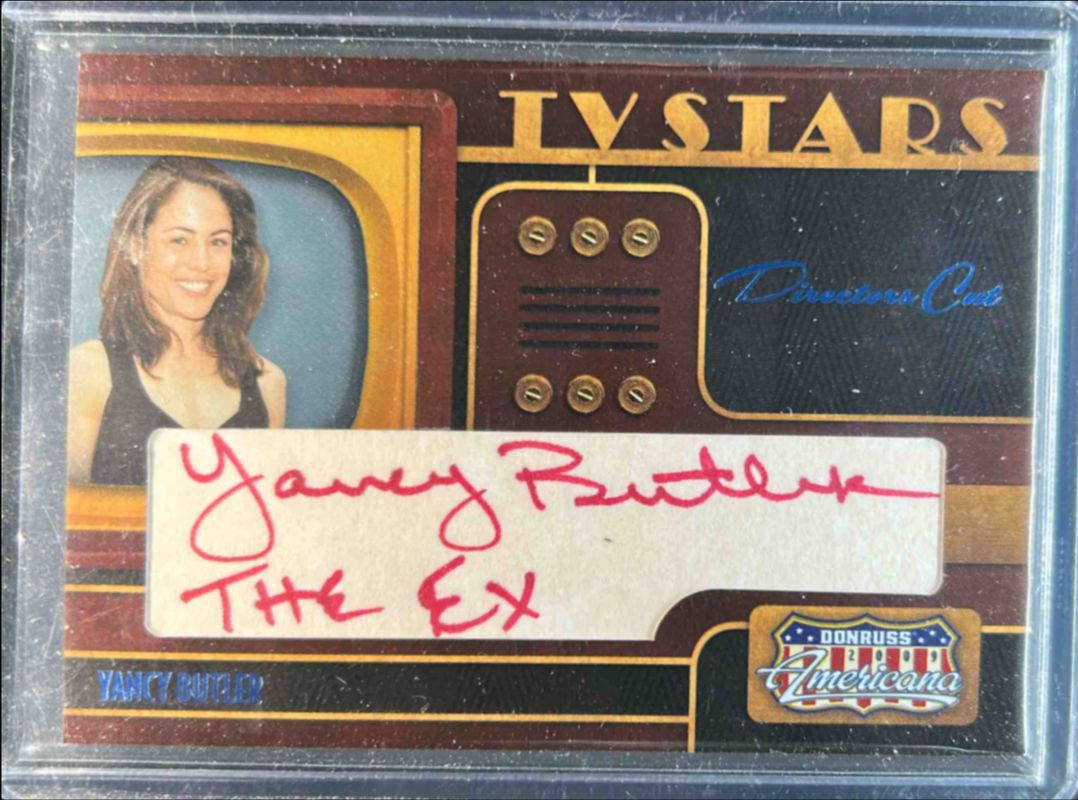 TV STARS
Directors Cut
Yancy Butler
THE EX
YANCY BUTLER
DONRUSS
2009
Americana